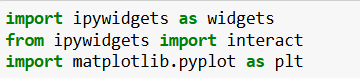 import ipywidgets as widgets
from ipywidgets import interact
import matplotlib.pyplot as plt